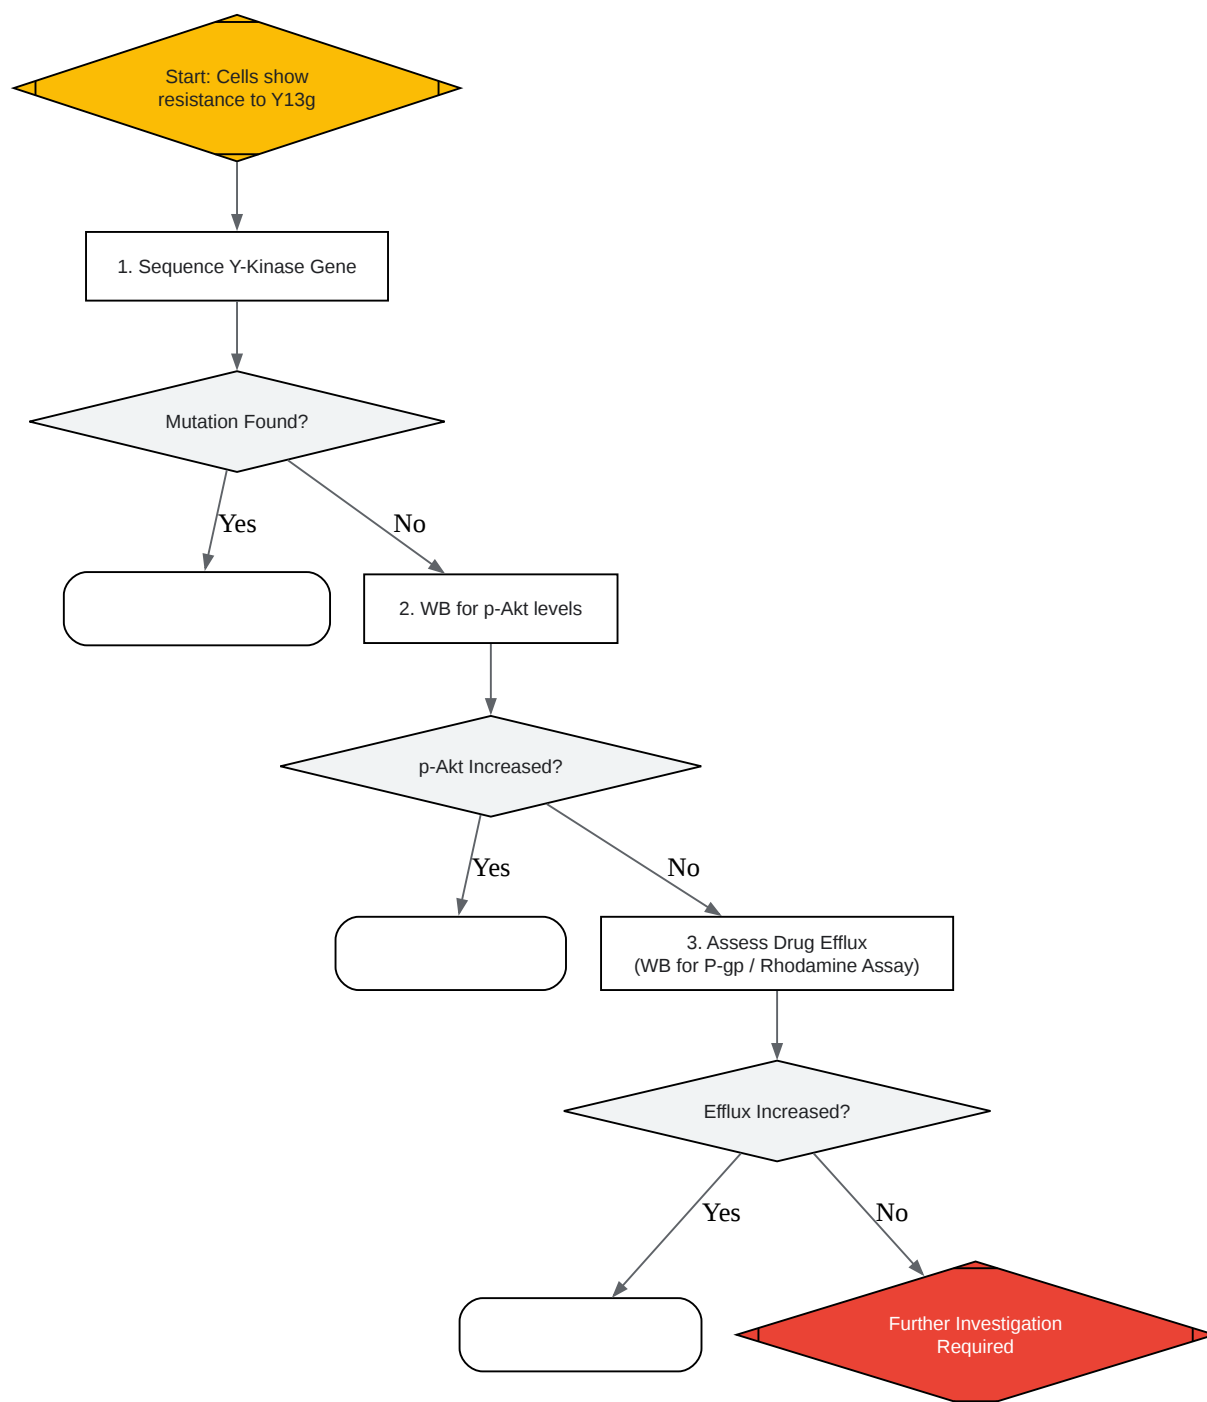 Start: Cells show
resistance to Y13g
1. Sequence Y-Kinase Gene
Mutation Found?
Yes
No
2. WB for p-Akt levels
p-Akt Increased?
Yes
No
3. Assess Drug Efflux
(WB for P-gp / Rhodamine Assay)
Efflux Increased?
Yes
No
Further Investigation
Required